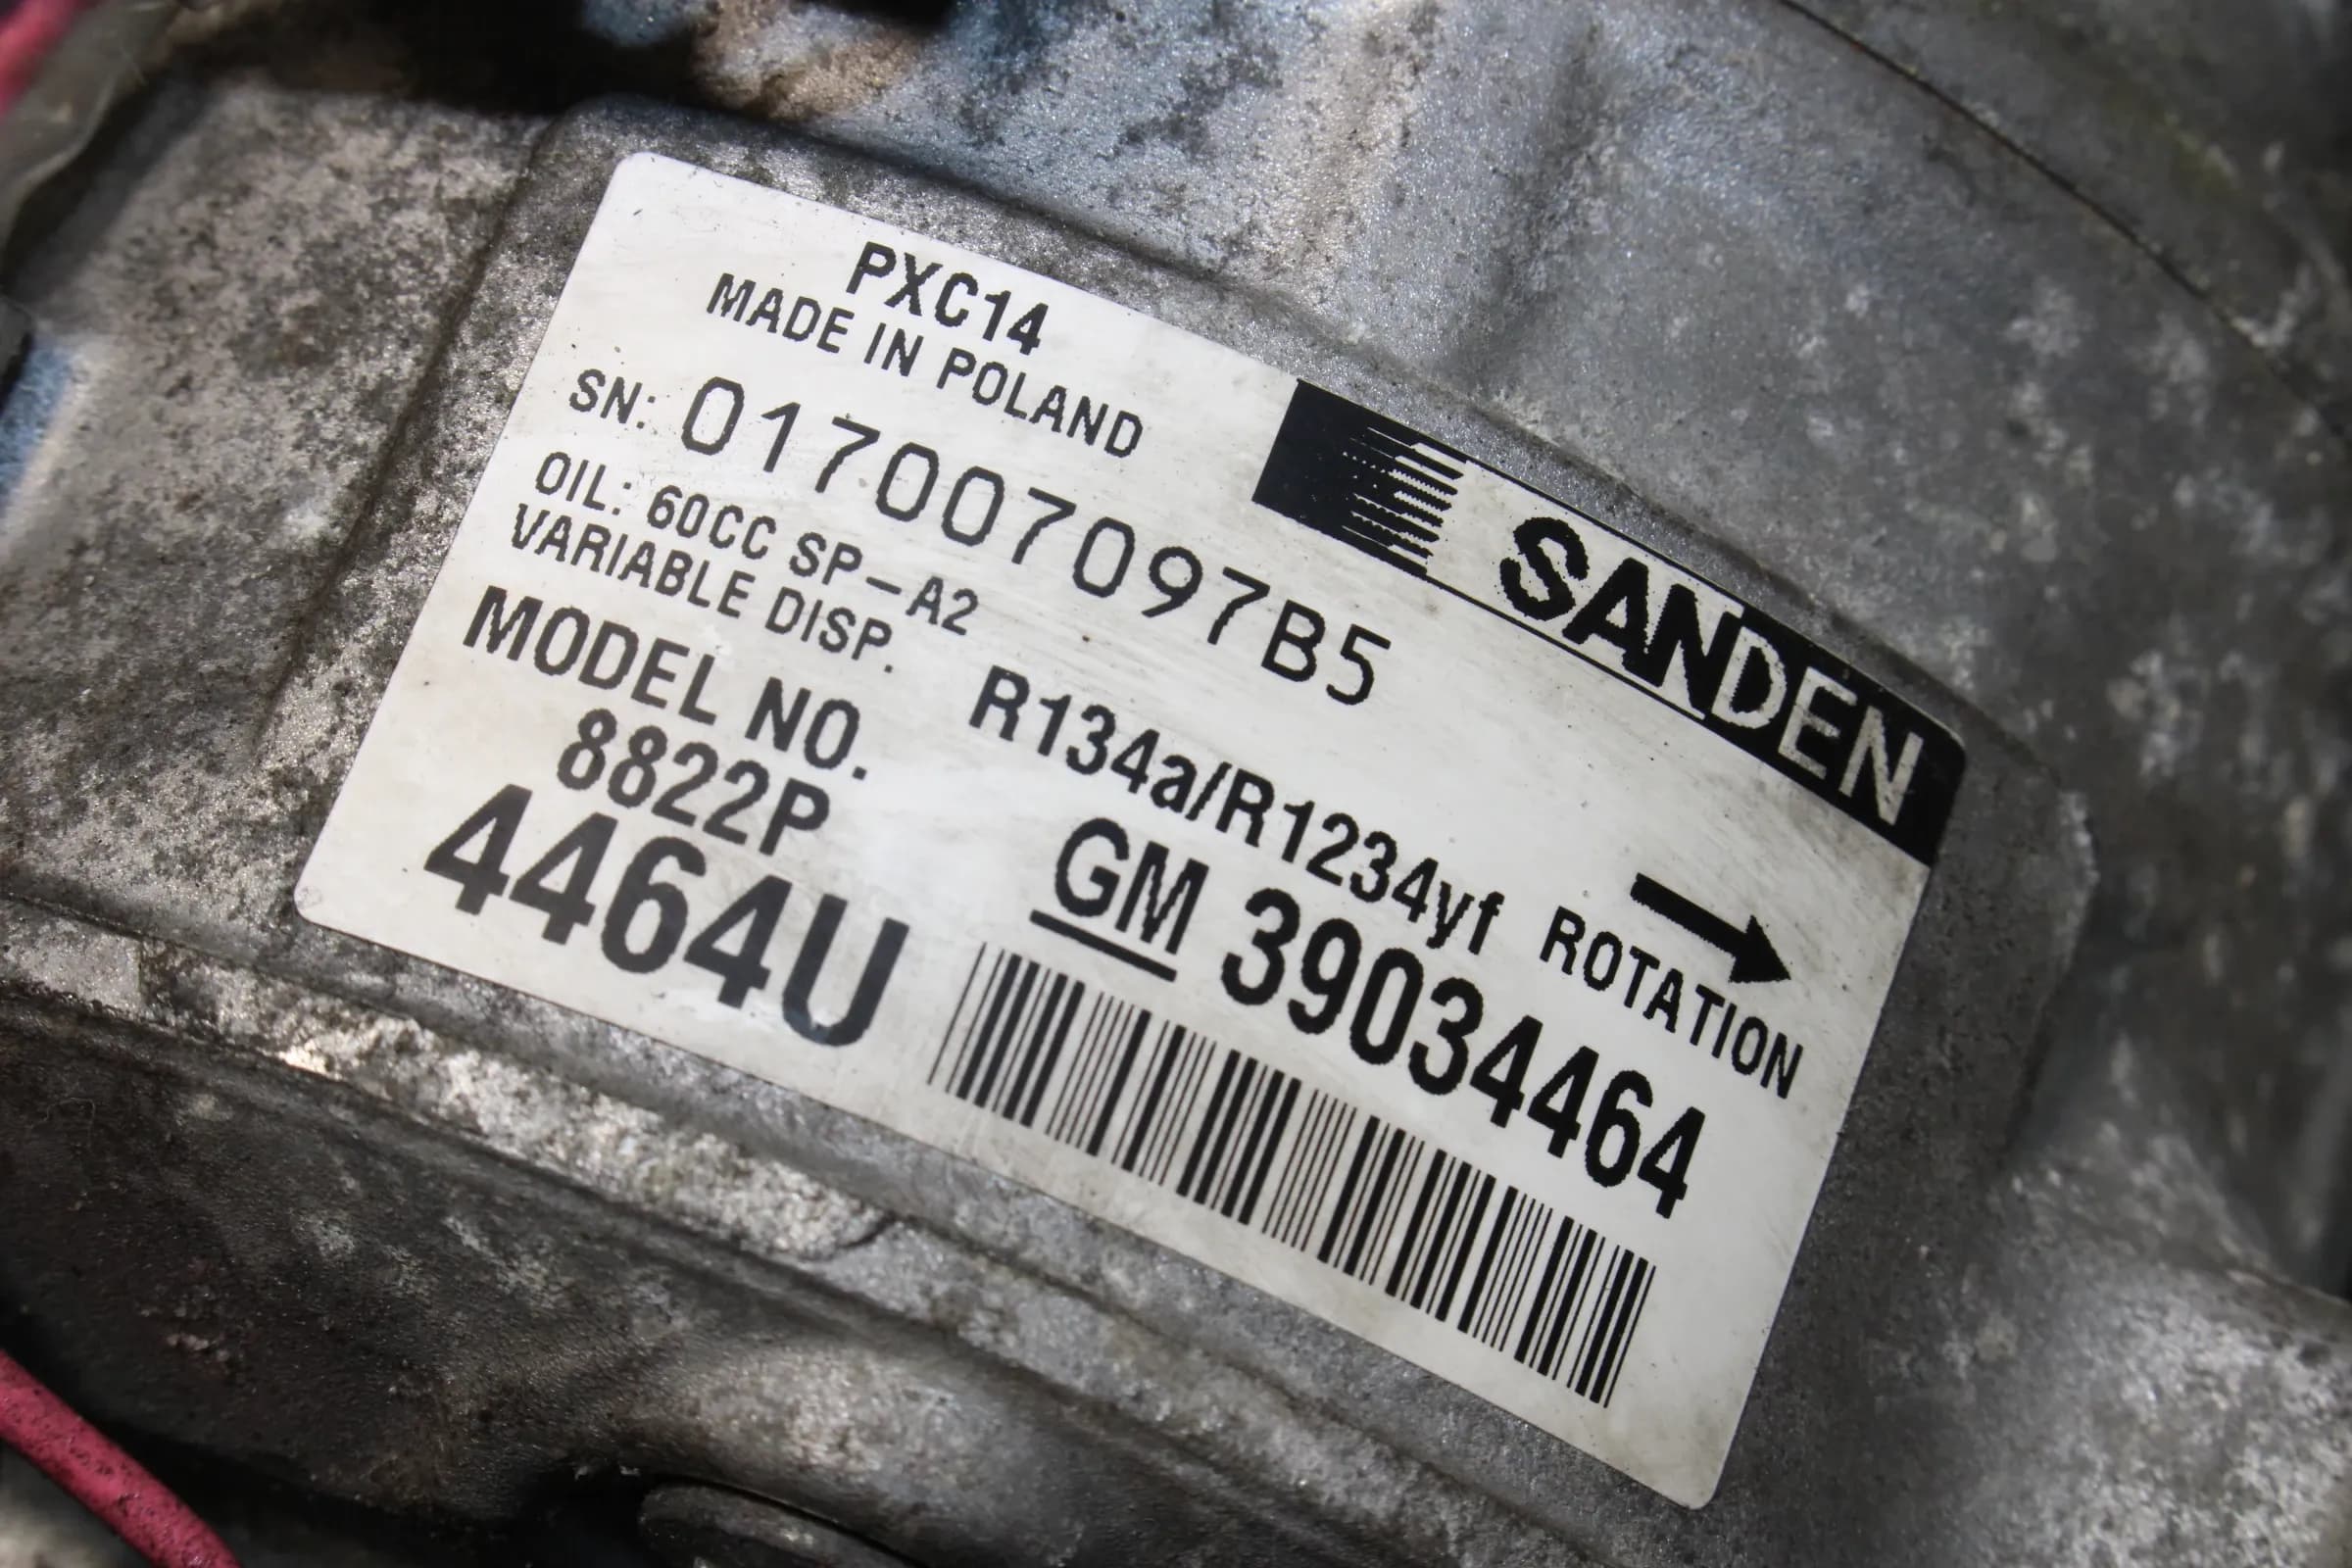 PXC14
MADE IN POLAND
SANDEN
SN: 017007097B5
OIL: 60CC SP-A2
VARIABLE DISP.
MODEL NO.
8822P
4464U
R134a/R1234yf
ROTATION
GM 39034464